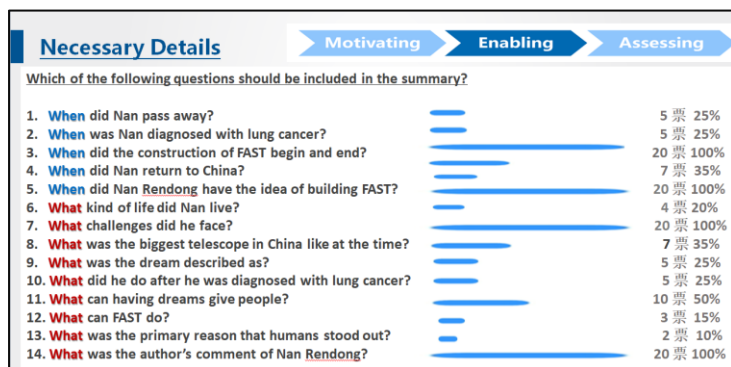 Necessary Details
Motivating Enabling Assessing
Which of the following questions should be included in the summary?
1. When did Nan pass away? 5 票 25%
2. When was Nan diagnosed with lung cancer? 5 票 25%
3. When did the construction of FAST begin and end? 20 票 100%
4. When did Nan return to China? 7 票 35%
5. When did Nan Rendong have the idea of building FAST? 20 票 100%
6. What kind of life did Nan live? 4 票 20%
7. What challenges did he face? 20 票 100%
8. What was the biggest telescope in China like at the time? 7 票 35%
9. What was the dream described as? 5 票 25%
10. What did he do after he was diagnosed with lung cancer? 5 票 25%
11. What can having dreams give people? 10 票 50%
12. What can FAST do? 3 票 15%
13. What was the primary reason that humans stood out? 2 票 10%
14. What was the author's comment of Nan Rendong? 20 票 100%